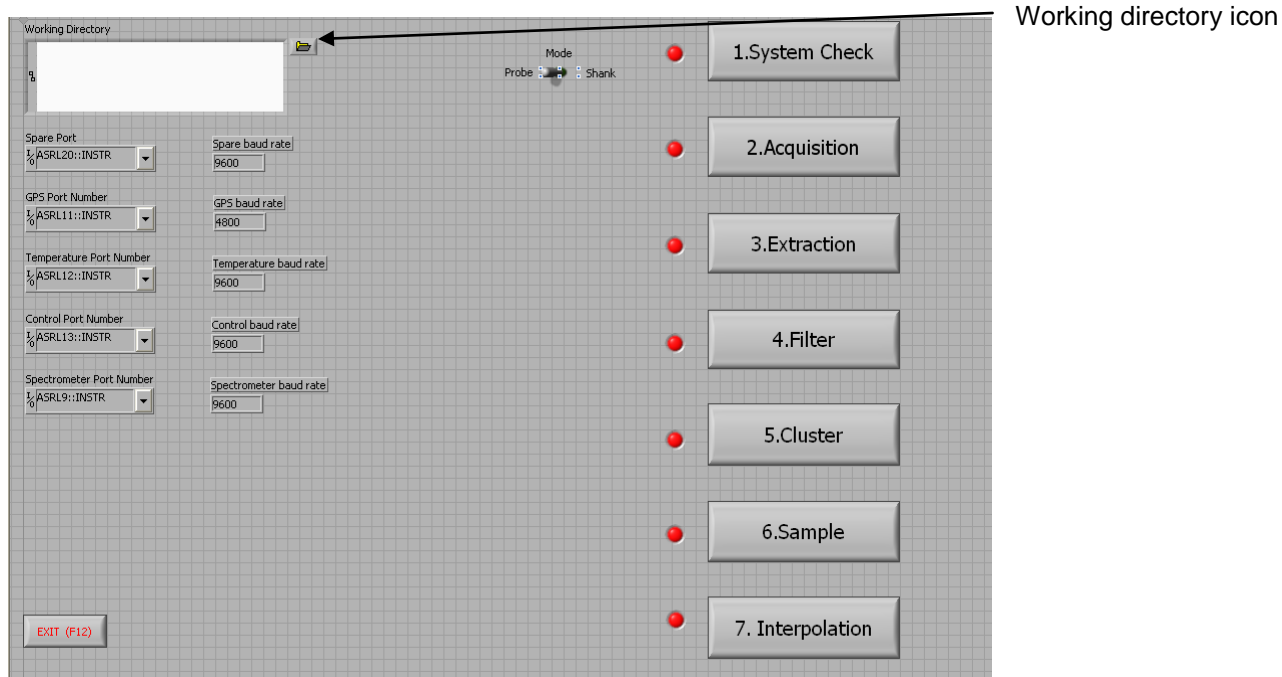 Working directory icon
Working Directory
Mode
Probe
Shank
Spare Port
ASRL20::INSTR
Spare baud rate
9600
GPS Port Number
ASRL11::INSTR
GPS baud rate
4800
Temperature Port Number
ASRL12::INSTR
Temperature baud rate
9600
Control Port Number
ASRL13::INSTR
Control baud rate
9600
Spectrometer Port Number
ASRL9::INSTR
Spectrometer baud rate
9600
EXIT (F12)
1.System Check
2.Acquisition
3.Extraction
4.Filter
5.Cluster
6.Sample
7. Interpolation